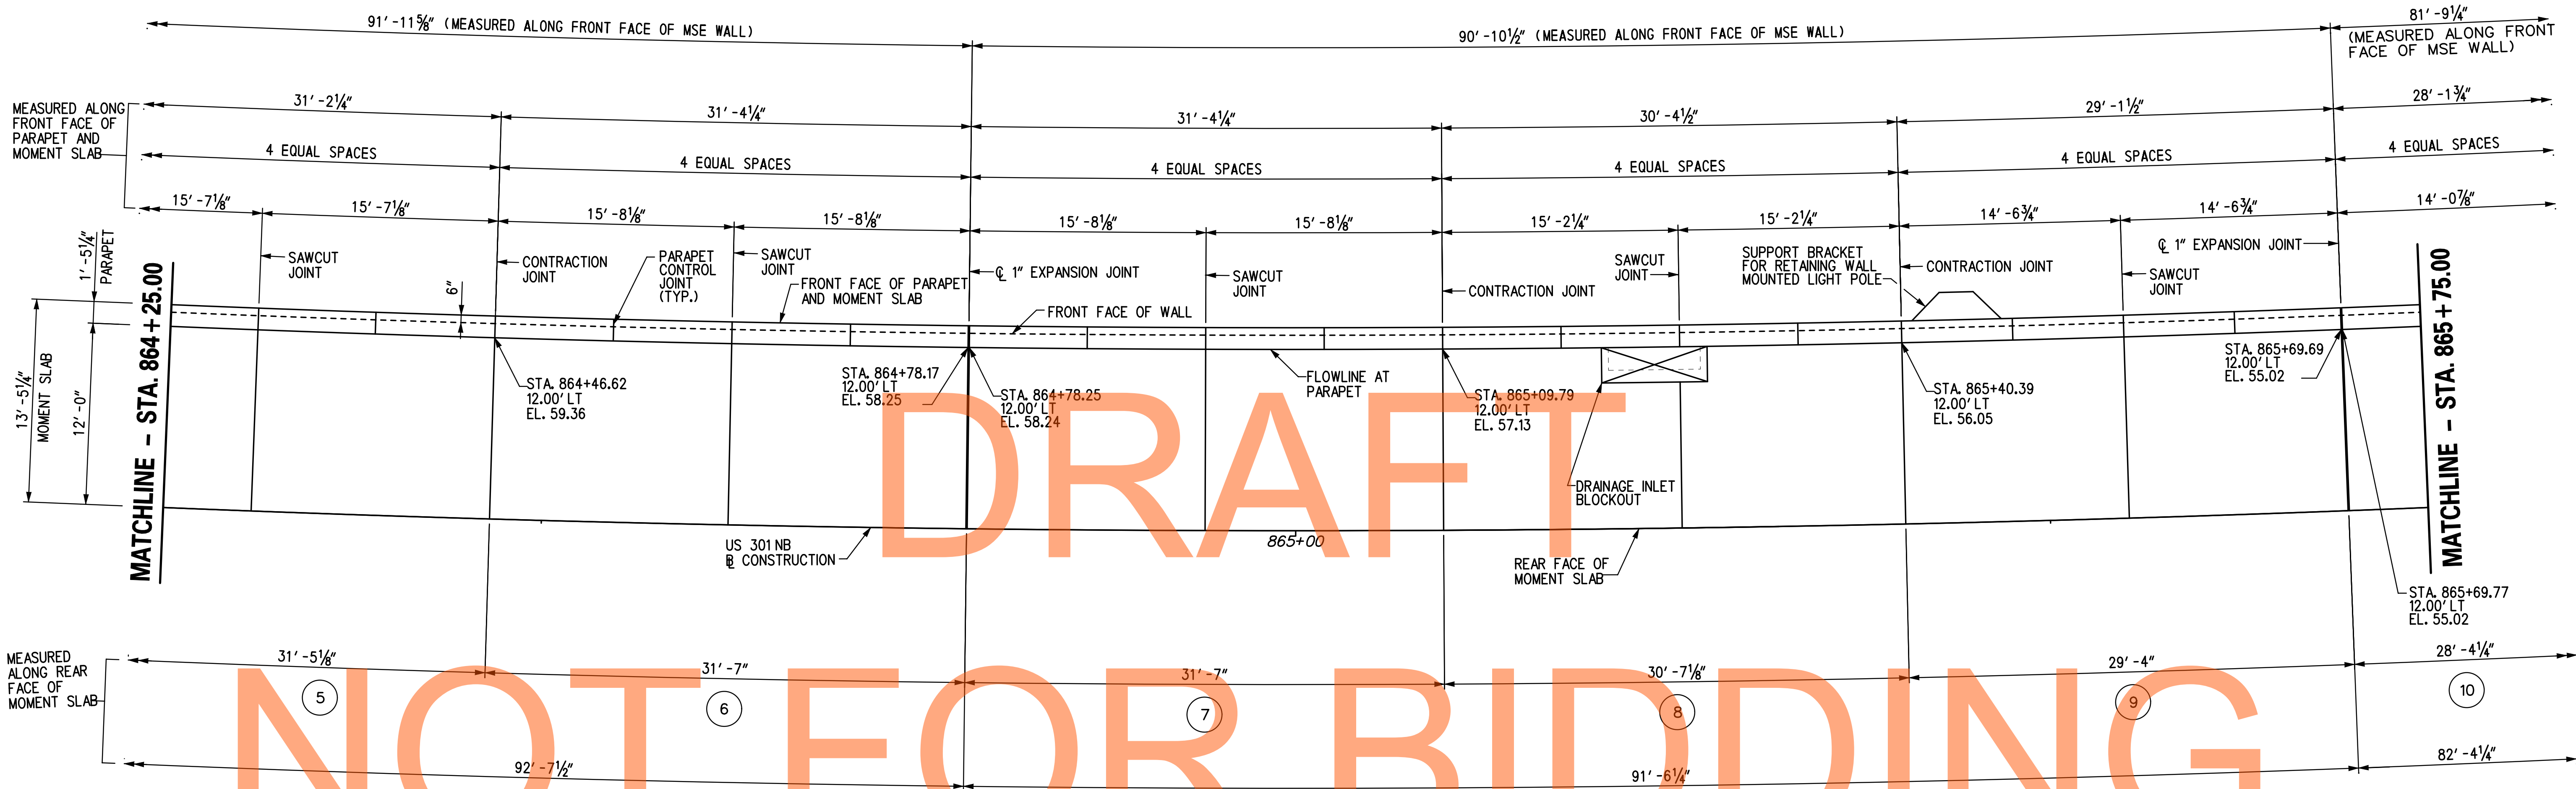 91'-11⅝" (MEASURED ALONG FRONT FACE OF MSE WALL)
90'-10½" (MEASURED ALONG FRONT FACE OF MSE WALL)
81'-9¼"
(MEASURED ALONG FRONT
FACE OF MSE WALL)
MEASURED ALONG
FRONT FACE OF
PARAPET AND
MOMENT SLAB
31'-2¼"
31'-4¼"
31'-4¼"
30'-4½"
29'-1½"
28'-1¾"
4 EQUAL SPACES
4 EQUAL SPACES
4 EQUAL SPACES
4 EQUAL SPACES
4 EQUAL SPACES
4 EQUAL SPACES
15'-7⅛"
15'-7⅛"
15'-8⅛"
15'-8⅛"
15'-8⅛"
15'-8⅛"
15'-2¼"
15'-2¼"
14'-6¾"
14'-6¾"
14'-0⅞"
1'-5¼"
PARAPET
SAWCUT
JOINT
CONTRACTION
JOINT
PARAPET
CONTROL
JOINT
(TYP.)
SAWCUT
JOINT
FRONT FACE OF PARAPET
AND MOMENT SLAB
℄ 1" EXPANSION JOINT
SAWCUT
JOINT
CONTRACTION JOINT
SAWCUT
JOINT
SUPPORT BRACKET
FOR RETAINING WALL
MOUNTED LIGHT POLE
CONTRACTION JOINT
SAWCUT
JOINT
℄ 1" EXPANSION JOINT
6"
FRONT FACE OF WALL
MATCHLINE - STA. 864+25.00
MATCHLINE - STA. 865+75.00
13'-5¼"
MOMENT SLAB
12'-0"
STA. 864+46.62
12.00' LT
EL. 59.36
STA. 864+78.17
12.00' LT
EL. 58.25
STA. 864+78.25
12.00' LT
EL. 58.24
FLOWLINE AT
PARAPET
STA. 865+09.79
12.00' LT
EL. 57.13
STA. 865+40.39
12.00' LT
EL. 56.05
STA. 865+69.69
12.00' LT
EL. 55.02
DRAFT
DRAINAGE INLET
BLOCKOUT
US 301 NB
B̵L CONSTRUCTION
865+00
REAR FACE OF
MOMENT SLAB
STA. 865+69.77
12.00' LT
EL. 55.02
MEASURED
ALONG REAR
FACE OF
MOMENT SLAB
31'-5⅛"
31'-7"
31'-7"
30'-7⅛"
29'-4"
28'-4¼"
5
6
7
8
9
10
NOT FOR BIDDING
92'-7½"
91'-6¼"
82'-4¼"